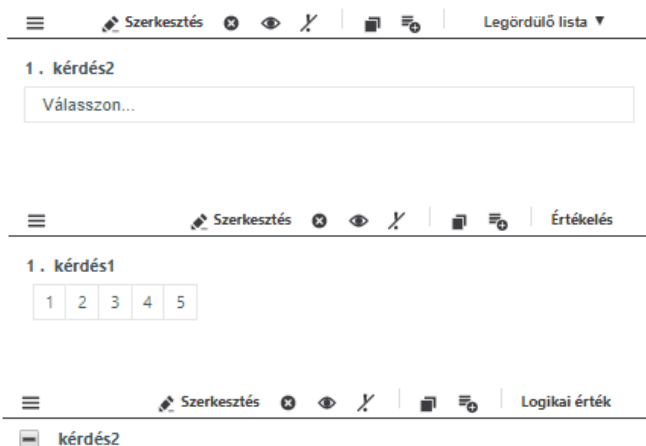 Szerkesztés Legördülő lista ▼
1 . kérdés2
Válasszon...
Szerkesztés Értékelés
1 . kérdés1
1 2 3 4 5
Szerkesztés Logikai érték
kérdés2